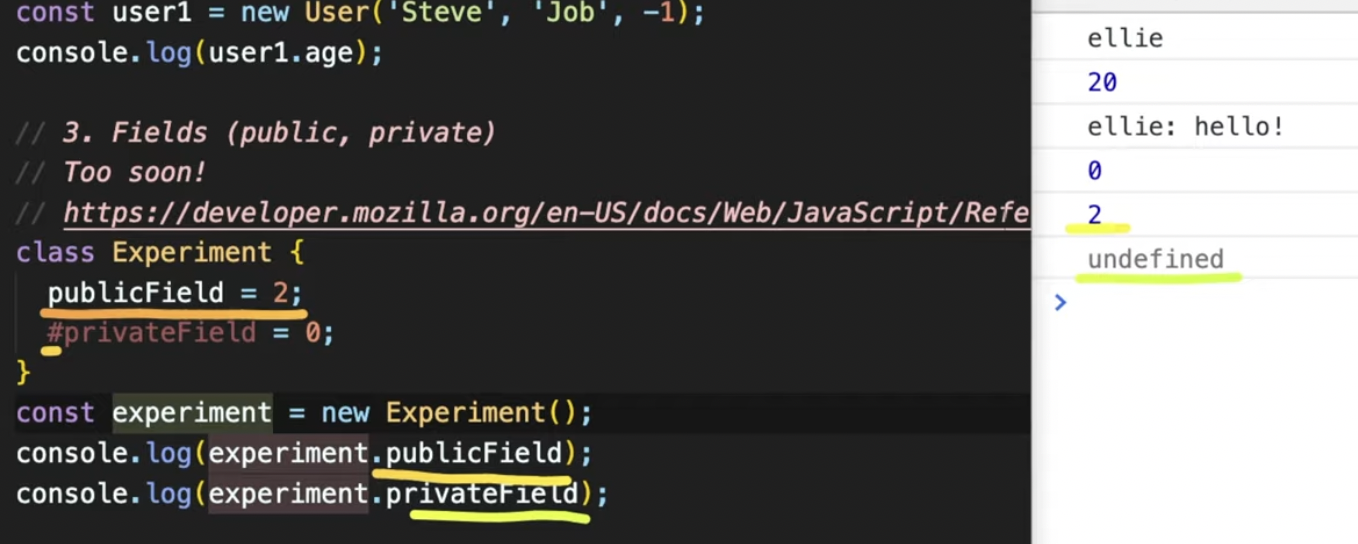 const user1 = new User('Steve', 'Job', -1);
console.log(user1.age);
// 3. Fields (public, private)
// Too soon!
// https://developer.mozilla.org/en-US/docs/Web/JavaScript/Refe
class Experiment {
publicField = 2;
#privateField = 0;
}
const experiment = new Experiment();
console.log(experiment.publicField);
console.log(experiment.privateField);
ellie
20
ellie: hello!
0
2
undefined
>